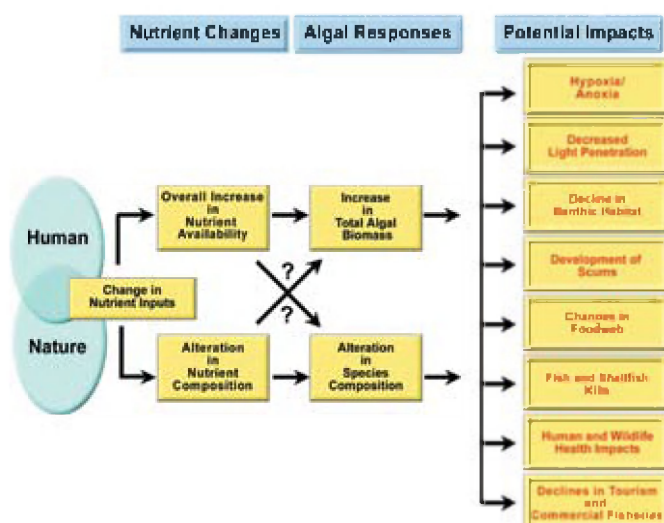 Nutrient Changes
Algal Responses
Potential Impacts
Human
Nature
Change in
Nutrient Inputs
Overall Increase
in
Nutrient
Availability
Alteration
in
Nutrient
Composition
?
?
Increase
in
Total Algal
Biomass
Alteration
in
Species
Composition
Hypoxia/
Anoxia
Decreased
Light Penetration
Decline in
Benthic Habitat
Development of
Scums
Changes in
Foodweb
Fish and Shellfish
Kills
Human and Wildlife
Health Impacts
Declines in Tourism
and
Commercial Fisheries